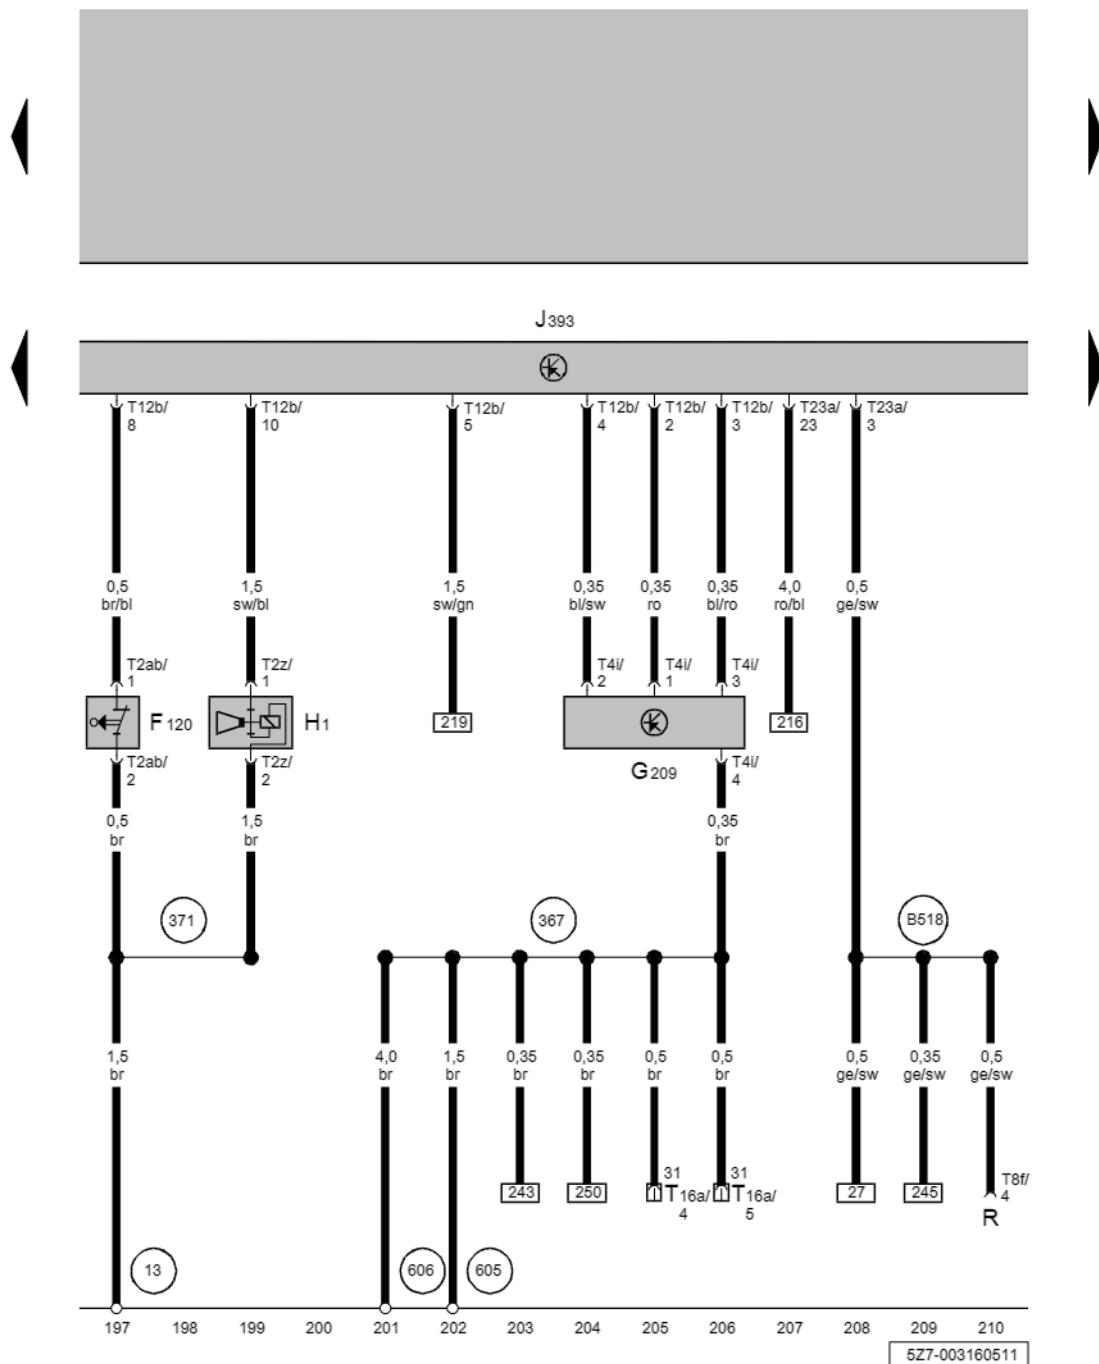 J393
T12b/ T12b/ T12b/ T12b/ T12b/ T12b/ T23a/ T23a/
8 10 5 4 2 3 23 3
0,5 1,5 1,5 0,35 0,35 0,35 4,0 0,5
br/bl sw/bl sw/gn bl/sw ro bl/ro ro/bl ge/sw
T2ab/ T2z/ T4i/ T4i/ T4i/
1 1 2 1 3
F120 H1 219 216
T2ab/ T2z/ G209 T4i/
2 2 4
0,5 1,5 0,35
br br br
371 367 B518
1,5 4,0 1,5 0,35 0,35 0,5 0,5 0,5 0,35 0,5
br br br br br br br ge/sw ge/sw ge/sw
31 31
243 250 T16a/ T16a/ 27 245 T8f/
4 5 4
R
13 606 605
197 198 199 200 201 202 203 204 205 206 207 208 209 210
5Z7-003160511